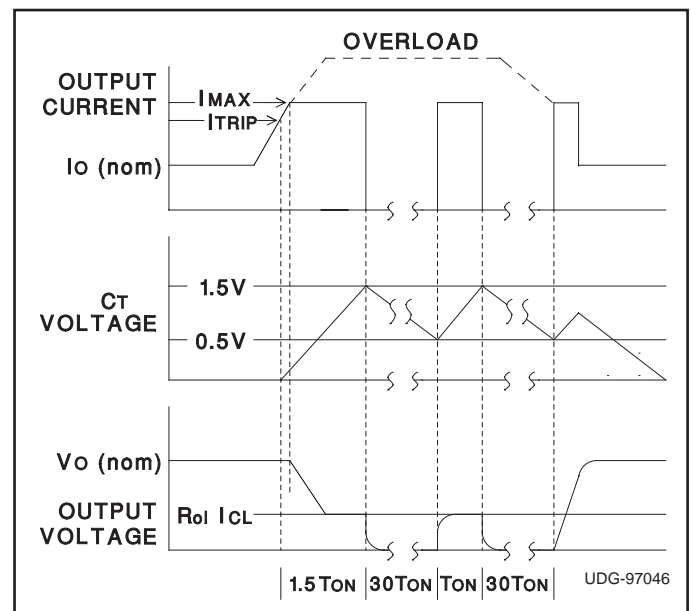 OVERLOAD
OUTPUT
CURRENT
IMAX
ITRIP
IO (nom)
1.5V
CT
VOLTAGE
0.5V
VO (nom)
OUTPUT
VOLTAGE
Rol ICL
1.5TON 30TON TON 30TON
UDG-97046